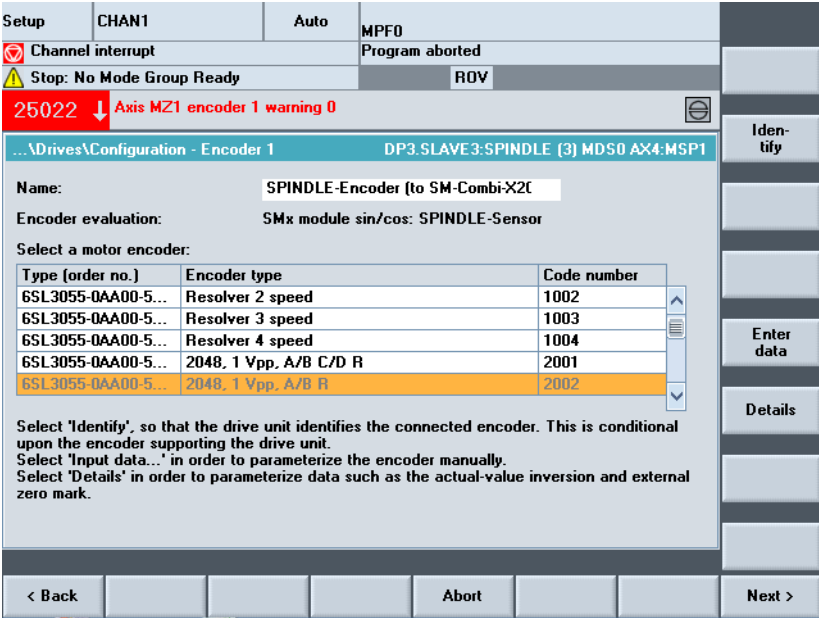 Setup CHAN1 Auto
MPF0
Channel interrupt Program aborted
Stop: No Mode Group Ready ROV
25022 Axis MZ1 encoder 1 warning 0
Iden-
tify
...\Drives\Configuration - Encoder 1 DP3.SLAVE3:SPINDLE (3) MDS0 AX4:MSP1
Name: SPINDLE-Encoder (to SM-Combi-X20
Encoder evaluation: SMx module sin/cos: SPINDLE-Sensor
Select a motor encoder:
Type (order no.) Encoder type Code number
6SL3055-0AA00-5... Resolver 2 speed 1002
6SL3055-0AA00-5... Resolver 3 speed 1003
6SL3055-0AA00-5... Resolver 4 speed 1004
6SL3055-0AA00-5... 2048, 1 Vpp, A/B C/D R 2001
6SL3055-0AA00-5... 2048, 1 Vpp, A/B R 2002
Enter
data
Details
Select 'Identify', so that the drive unit identifies the connected encoder. This is conditional
upon the encoder supporting the drive unit.
Select 'Input data...' in order to parameterize the encoder manually.
Select 'Details' in order to parameterize data such as the actual-value inversion and external
zero mark.
< Back Abort Next >